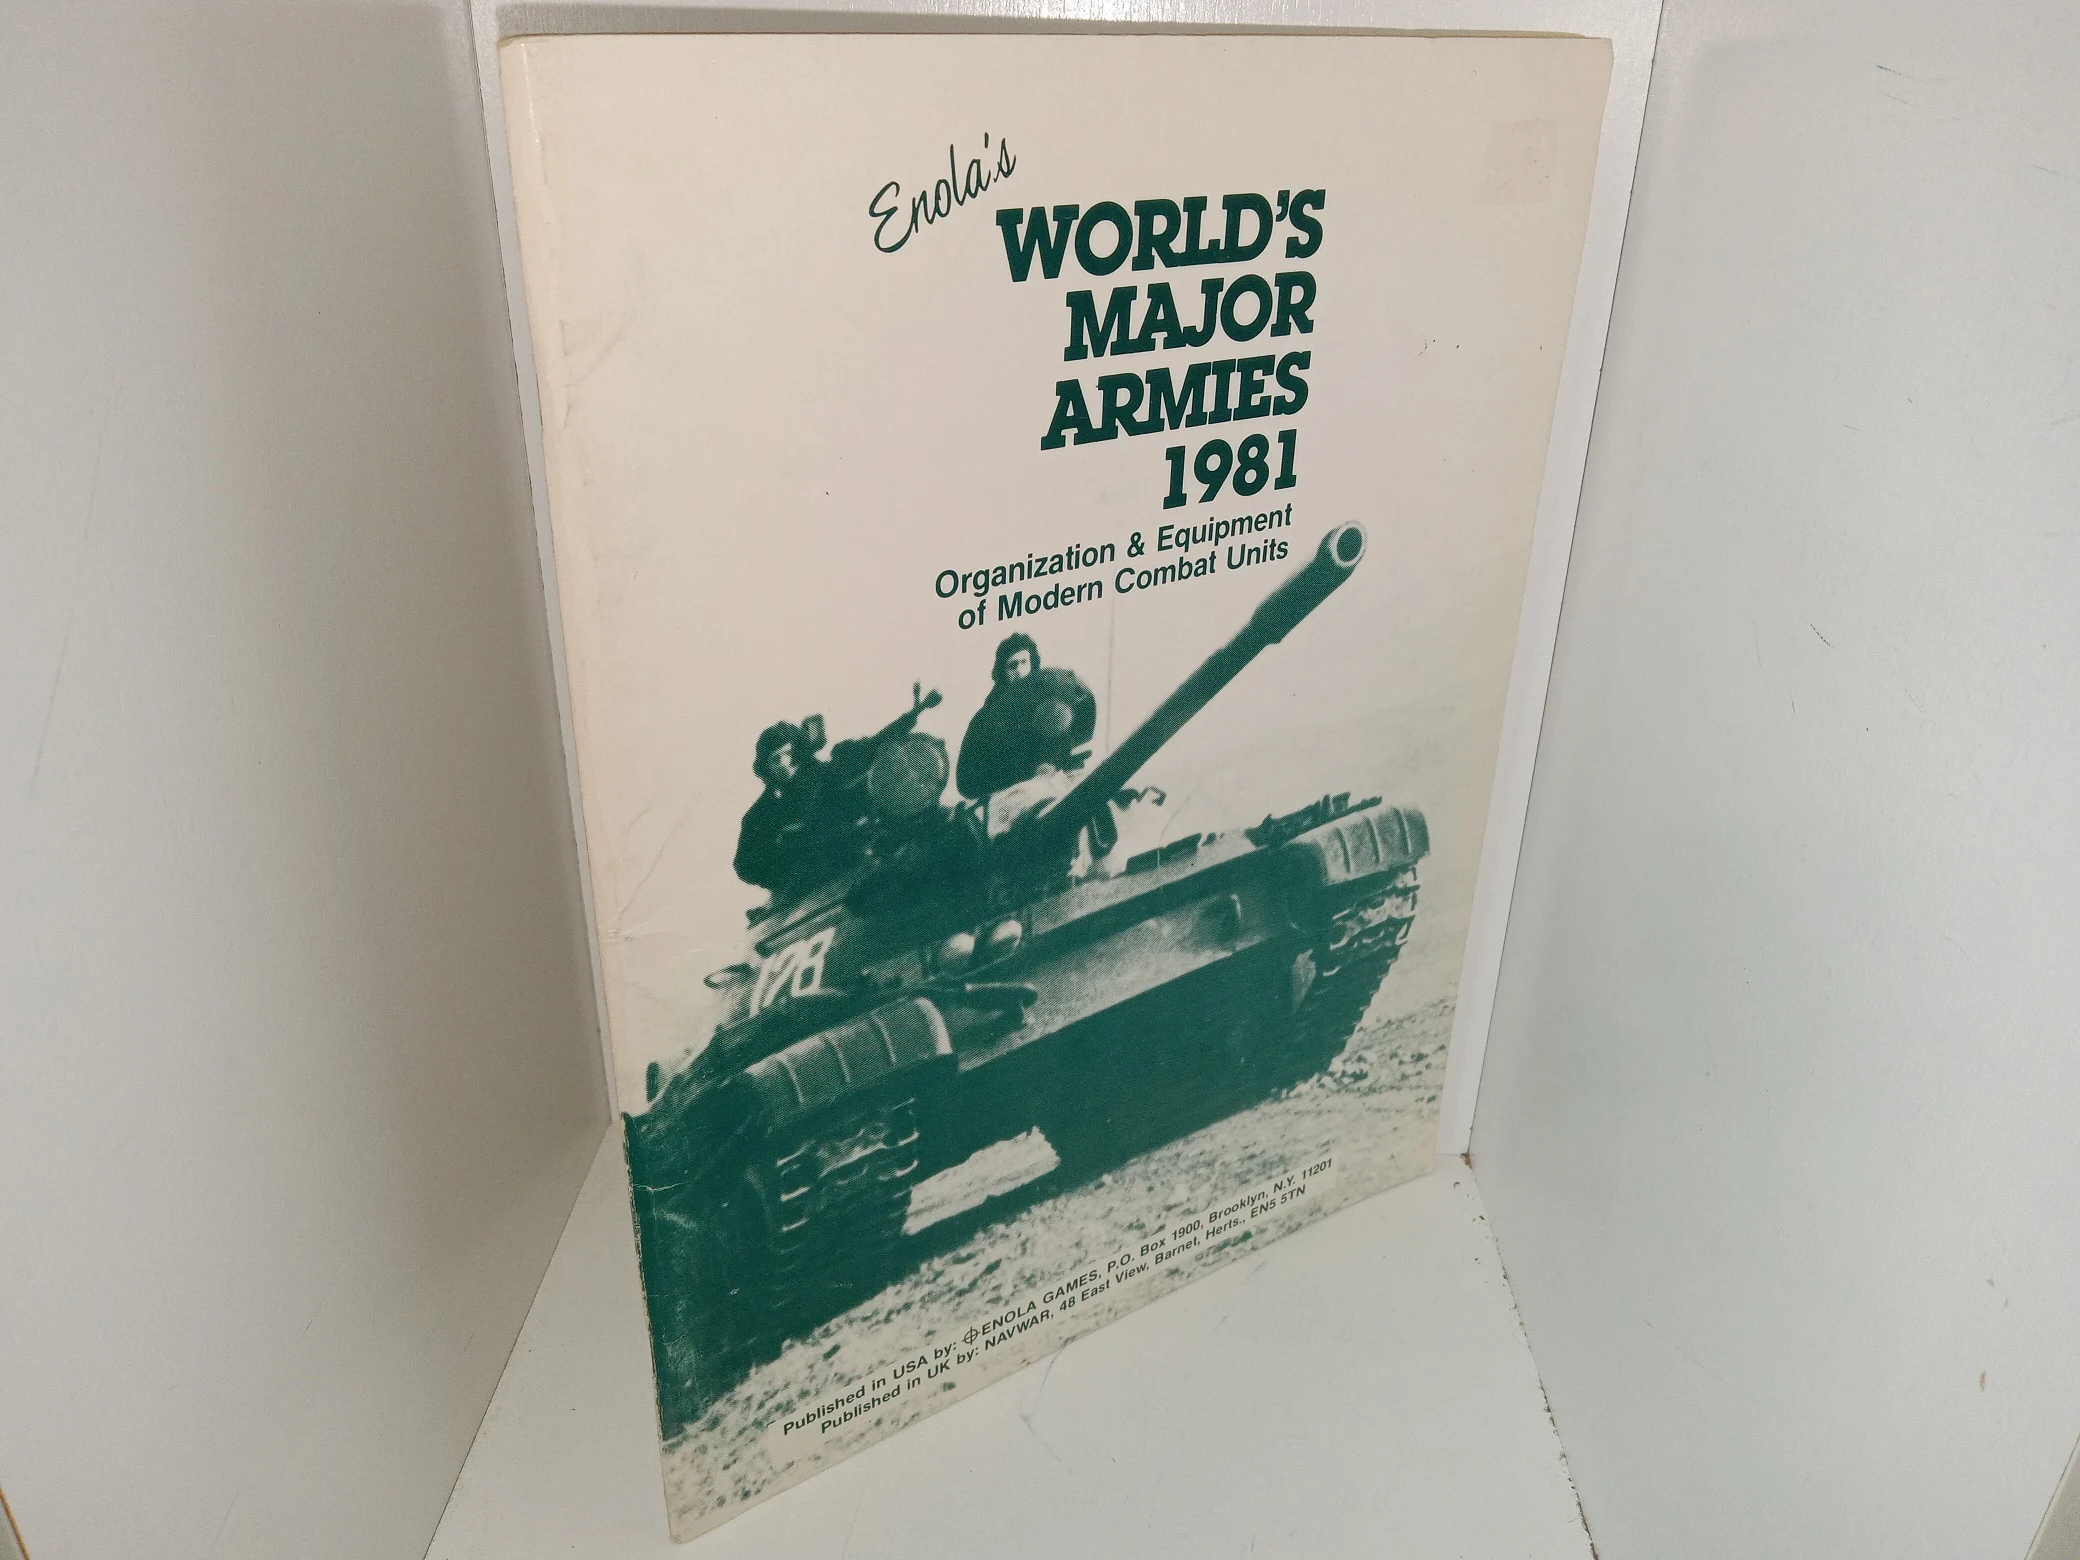 Enola's
WORLD'S
MAJOR
ARMIES
1981
Organization & Equipment
of Modern Combat Units
128
Published in USA by: ENOLA GAMES, P.O. Box 1900, Brooklyn, N.Y. 11201
Published in UK by: NAVWAR, 48 East View, Barnet, Herts., EN5 5TN